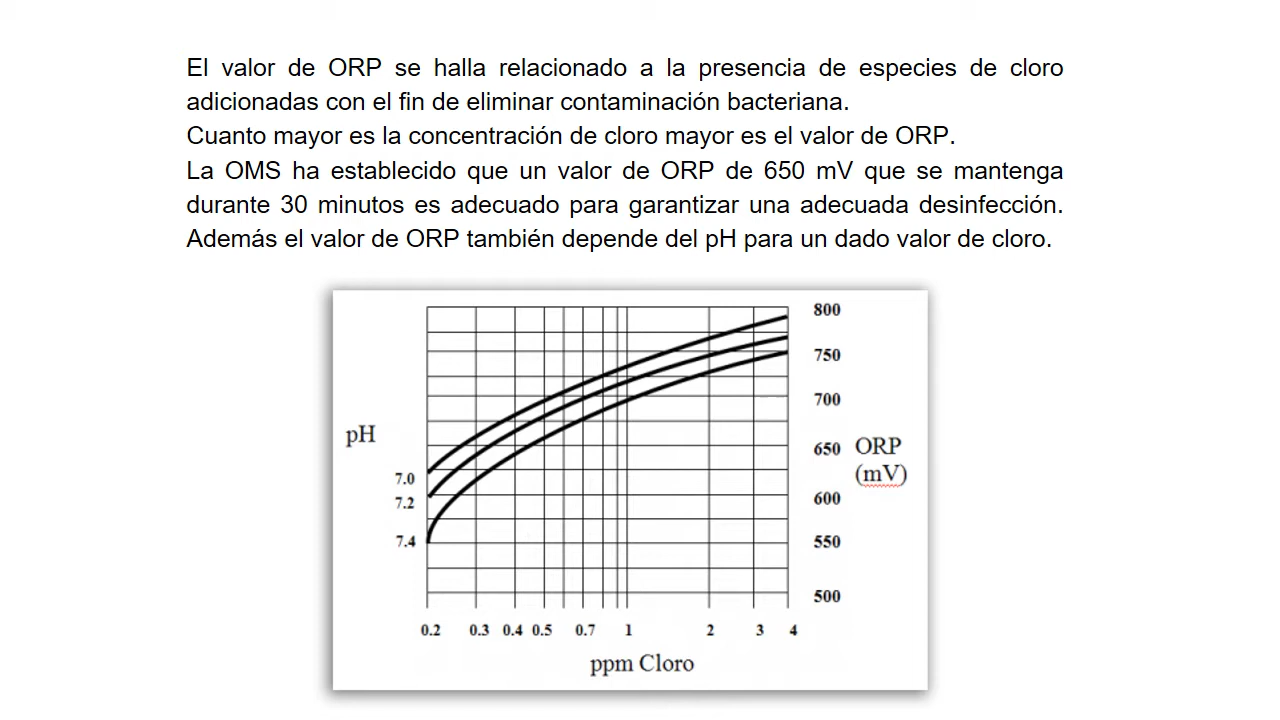 El valor de ORP se halla relacionado a la presencia de especies de cloro
adicionadas con el fin de eliminar contaminación bacteriana.
Cuanto mayor es la concentración de cloro mayor es el valor de ORP.
La OMS ha establecido que un valor de ORP de 650 mV que se mantenga
durante 30 minutos es adecuado para garantizar una adecuada desinfección.
Además el valor de ORP también depende del pH para un dado valor de cloro.
800
750
700
pH
650 ORP
(mV)
7.0
600
7.2
7.4 550
500
0.2 0.3 0.4 0.5 0.7 1 2 3 4
ppm Cloro